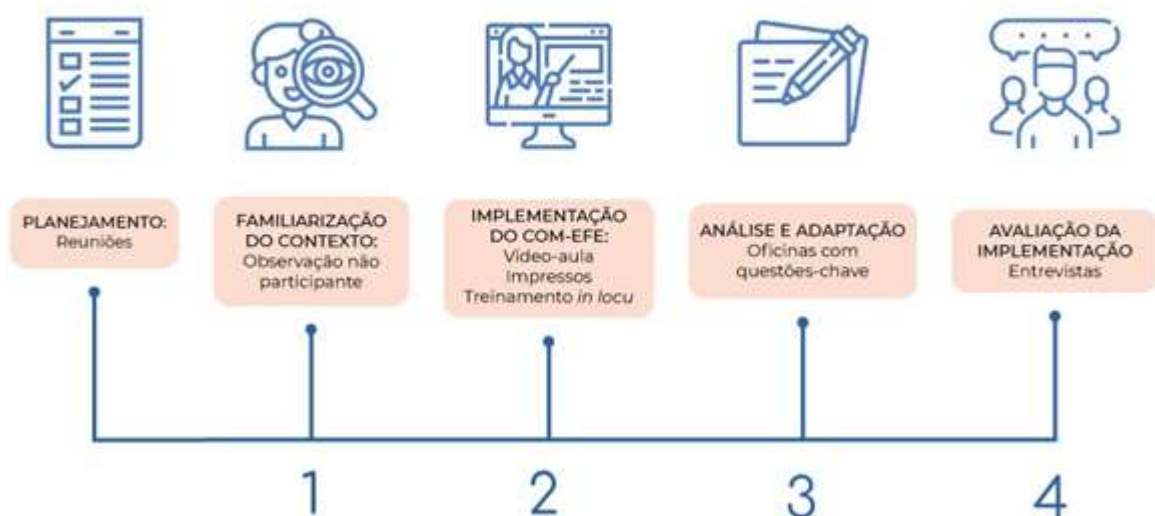 PLANEJAMENTO:
Reuniões
FAMILIARIZAÇÃO
DO CONTEXTO:
Observação não
participante
IMPLEMENTAÇÃO
DO COM-EFE:
Vídeo-aula
Impressos
Treinamento in locu
ANÁLISE E ADAPTAÇÃO
Oficinas com
questões-chave
AVALIAÇÃO DA
IMPLEMENTAÇÃO
Entrevistas
1
2
3
4